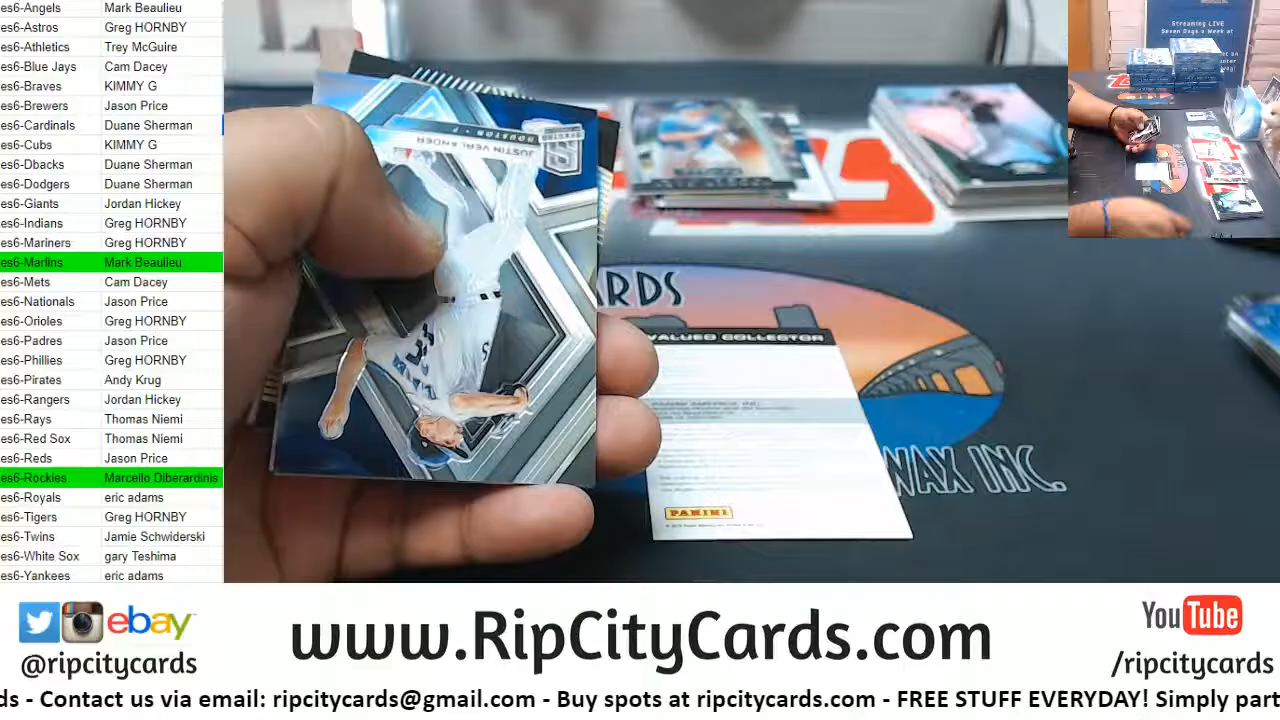 es6-Angels Mark Beaulieu
es6-Astros Greg HORNBY
es6-Athletics Trey McGuire
es6-Blue Jays Cam Dacey
es6-Braves KIMMY G
es6-Brewers Jason Price
es6-Cardinals Duane Sherman
es6-Cubs KIMMY G
es6-Dbacks Duane Sherman
es6-Dodgers Duane Sherman
es6-Giants Jordan Hickey
es6-Indians Greg HORNBY
es6-Mariners Greg HORNBY
es6-Marlins Mark Beaulieu
es6-Mets Cam Dacey
es6-Nationals Jason Price
es6-Orioles Greg HORNBY
es6-Padres Jason Price
es6-Phillies Greg HORNBY
es6-Pirates Andy Krug
es6-Rangers Jordan Hickey
es6-Rays Thomas Niemi
es6-Red Sox Thomas Niemi
es6-Reds Jason Price
es6-Rockies Marcello Diberardinis
es6-Royals eric adams
es6-Tigers Greg HORNBY
es6-Twins Jamie Schwiderski
es6-White Sox gary Teshima
es6-Yankees eric adams
JUSTIN VERLANDER
HOUSTON • P
ARDS
VALUED COLLECTOR
PANINI
WAX INC.
Streaming LIVE
Seven Days a Week at
ebay
@ripcitycards
www.RipCityCards.com
YouTube
/ripcitycards
ds - Contact us via email: ripcitycards@gmail.com - Buy spots at ripcitycards.com - FREE STUFF EVERYDAY! Simply part